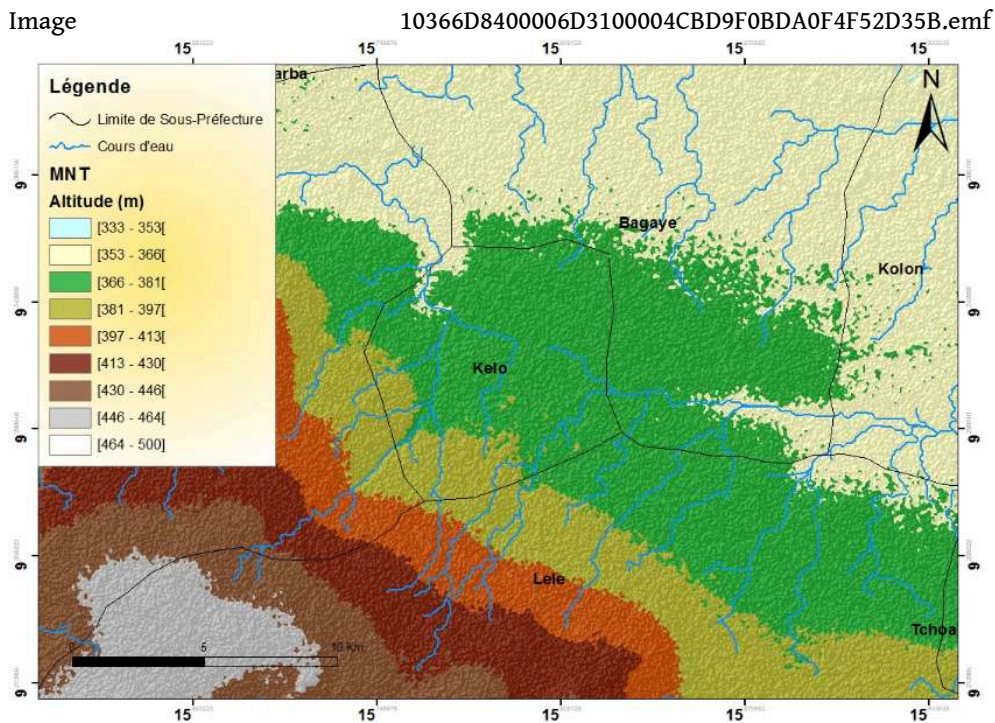 Image 10366D8400006D3100004CBD9F0BDA0F4F52D35B.emf
15 15 15 15 15
Légende
Limite de Sous-Préfecture
Cours d'eau
MNT
Altitude (m)
[333 - 353[
[353 - 366[
[366 - 381[
[381 - 397[
[397 - 413[
[413 - 430[
[430 - 446[
[446 - 464[
[464 - 500[
arba
N
9 9
Bagaye
Kolon
9 9
Kelo
9 9
9 9
Lele
Tchoa
0 5 10 Km
9 9
15 15 15 15 15